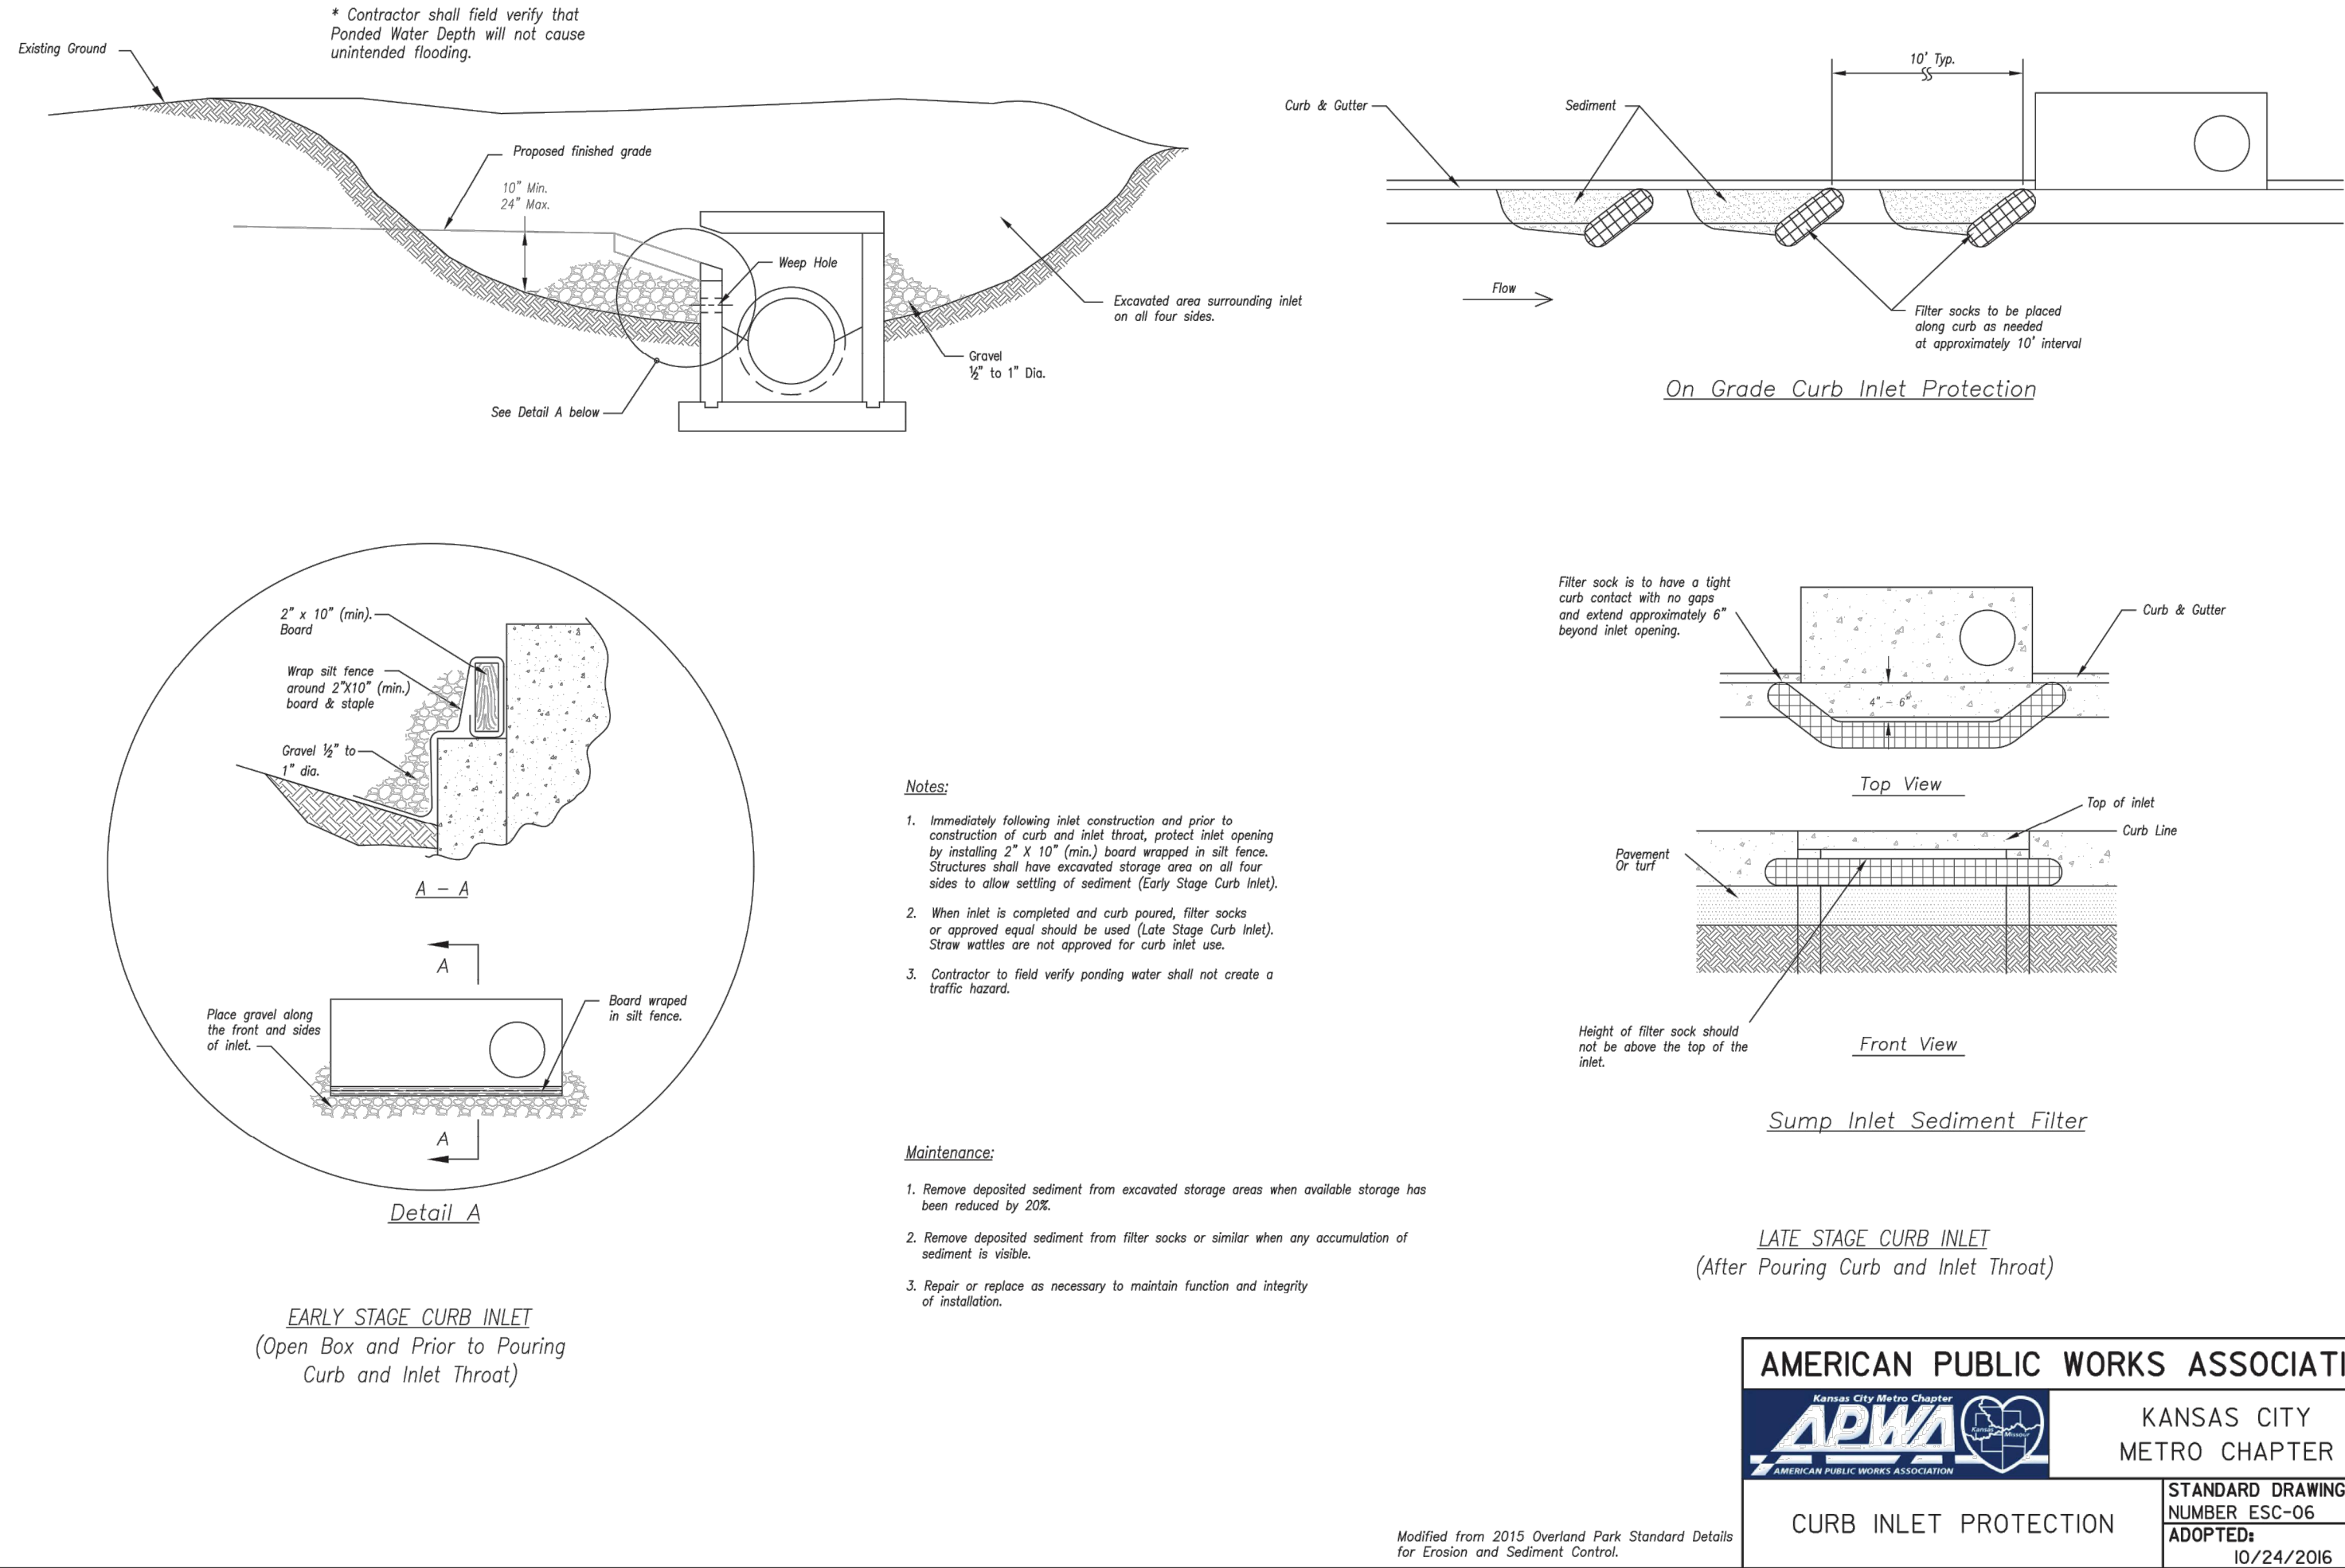 * Contractor shall field verify that
Ponded Water Depth will not cause
unintended flooding.
Existing Ground
Proposed finished grade
10" Min.
24" Max.
Weep Hole
Excavated area surrounding inlet
on all four sides.
Gravel
½" to 1" Dia.
See Detail A below
10' Typ.
Curb & Gutter
Sediment
Flow
Filter socks to be placed
along curb as needed
at approximately 10' interval
On Grade Curb Inlet Protection
2" x 10" (min).
Board
Wrap silt fence
around 2"X10" (min.)
board & staple
Gravel ½" to
1" dia.
A - A
A
Place gravel along
the front and sides
of inlet.
Board wraped
in silt fence.
A
Detail A
EARLY STAGE CURB INLET
(Open Box and Prior to Pouring
Curb and Inlet Throat)
Notes:
1. Immediately following inlet construction and prior to
construction of curb and inlet throat, protect inlet opening
by installing 2" X 10" (min.) board wrapped in silt fence.
Structures shall have excavated storage area on all four
sides to allow settling of sediment (Early Stage Curb Inlet).
2. When inlet is completed and curb poured, filter socks
or approved equal should be used (Late Stage Curb Inlet).
Straw wattles are not approved for curb inlet use.
3. Contractor to field verify ponding water shall not create a
traffic hazard.
Maintenance:
1. Remove deposited sediment from excavated storage areas when available storage has
been reduced by 20%.
2. Remove deposited sediment from filter socks or similar when any accumulation of
sediment is visible.
3. Repair or replace as necessary to maintain function and integrity
of installation.
Filter sock is to have a tight
curb contact with no gaps
and extend approximately 6"
beyond inlet opening.
Curb & Gutter
4" - 6"
Top View
Top of inlet
Curb Line
Pavement
Or turf
Height of filter sock should
not be above the top of the
inlet.
Front View
Sump Inlet Sediment Filter
LATE STAGE CURB INLET
(After Pouring Curb and Inlet Throat)
Modified from 2015 Overland Park Standard Details
for Erosion and Sediment Control.
AMERICAN PUBLIC WORKS ASSOCIATI
Kansas City Metro Chapter
APWA
Kansas
Missouri
AMERICAN PUBLIC WORKS ASSOCIATION
KANSAS CITY
METRO CHAPTER
CURB INLET PROTECTION
STANDARD DRAWING
NUMBER ESC-06
ADOPTED:
10/24/2016